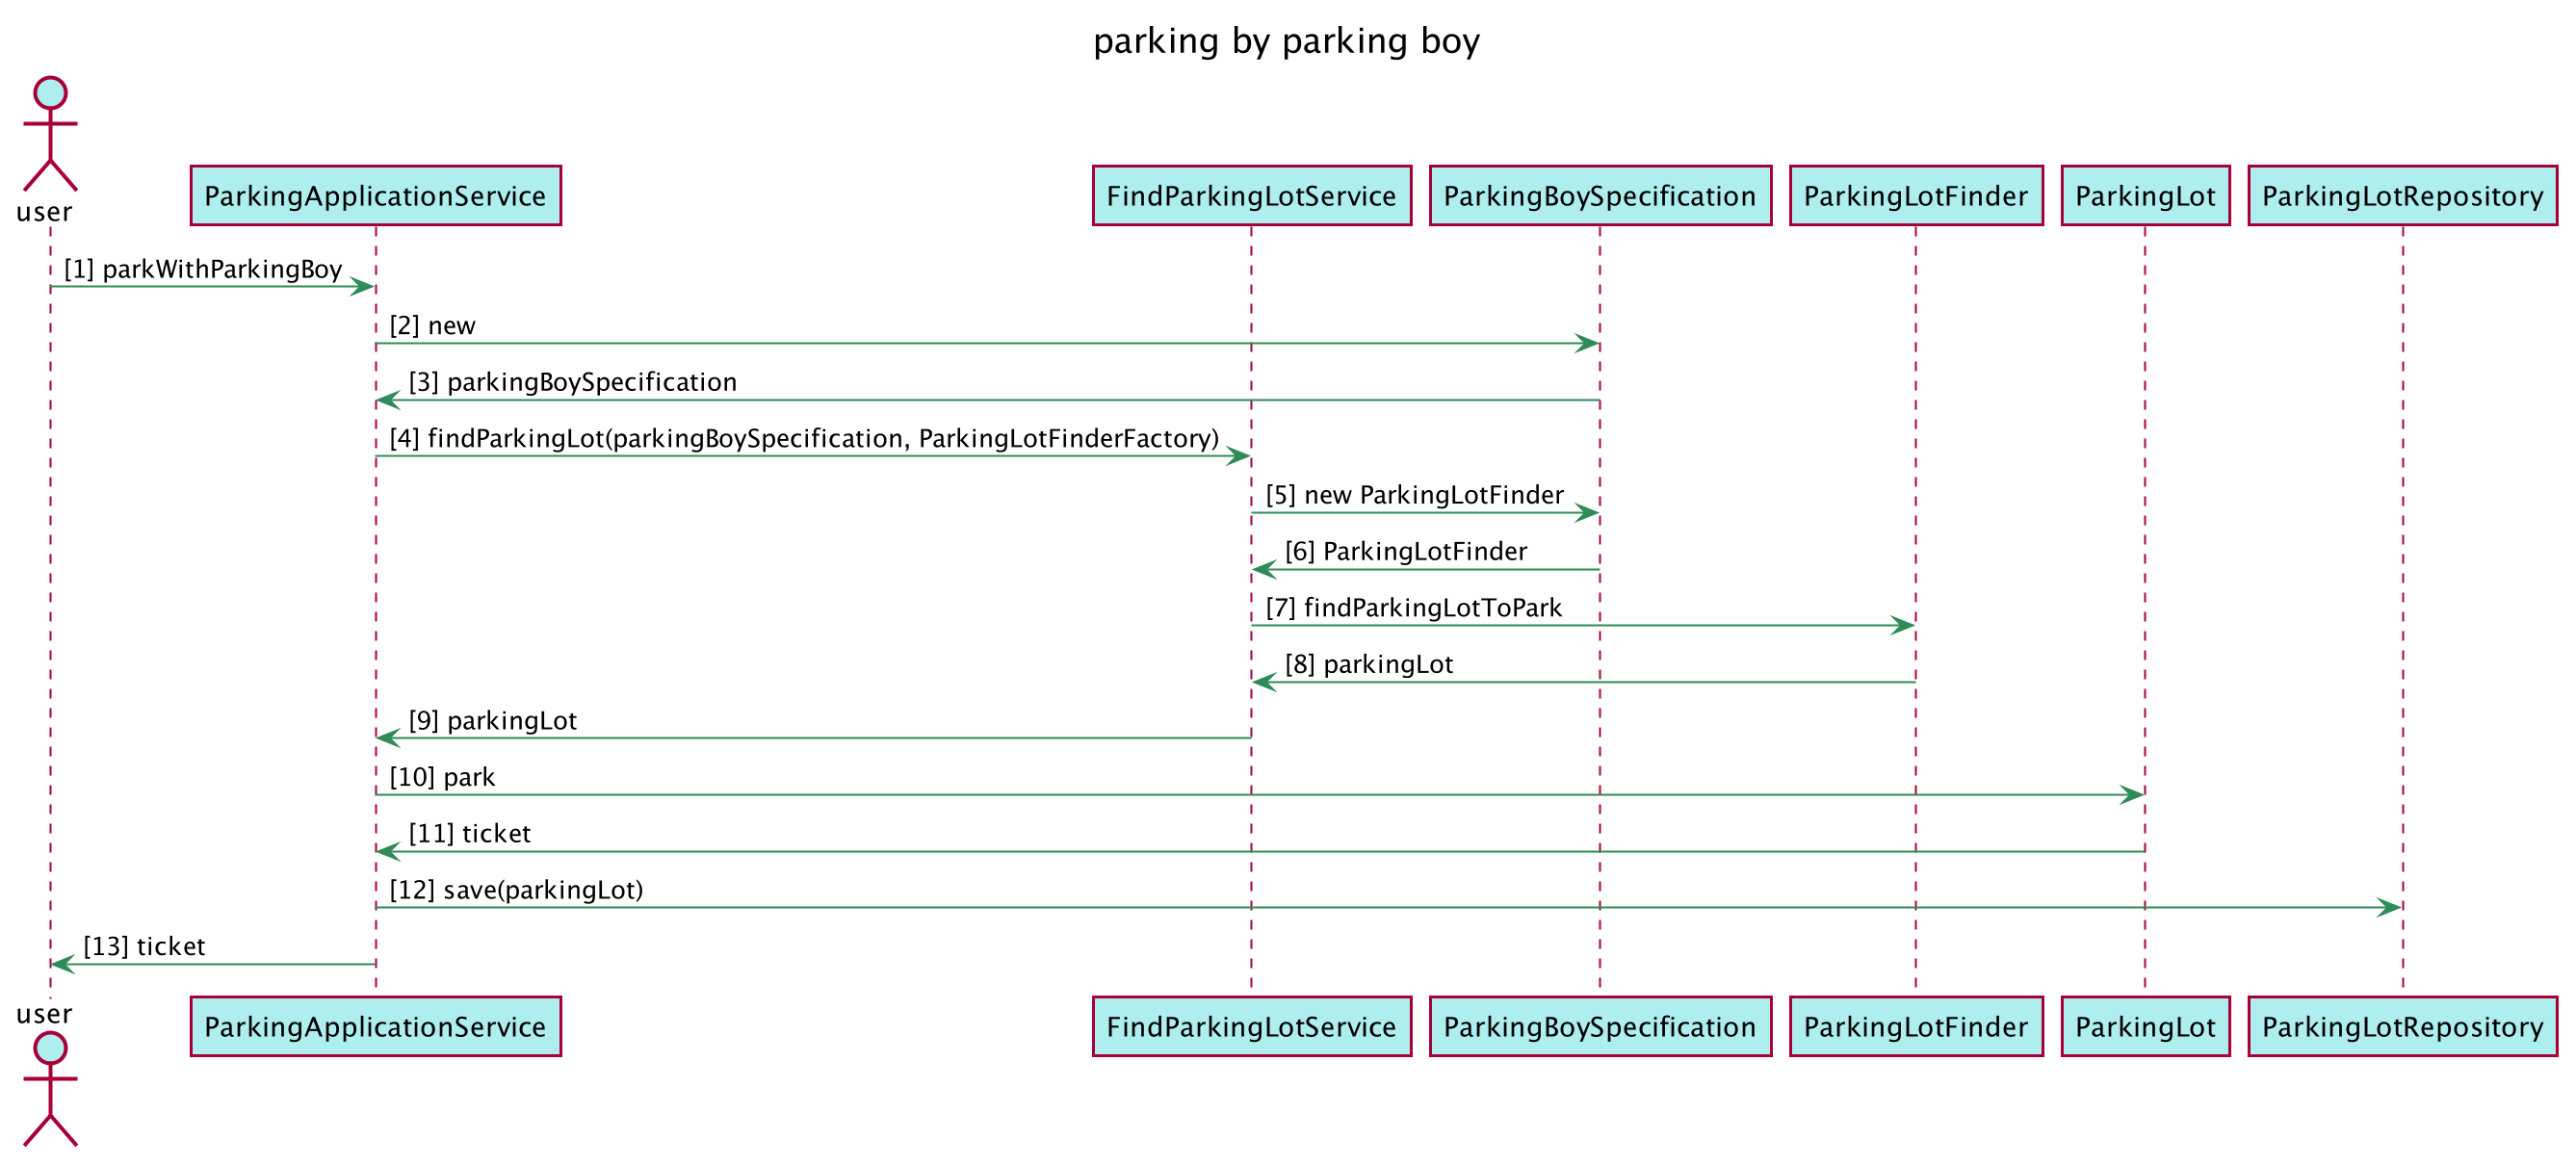 parking by parking boy
user
ParkingApplicationService
FindParkingLotService
ParkingBoySpecification
ParkingLotFinder
ParkingLot
ParkingLotRepository
[1] parkWithParkingBoy
[2] new
[3] parkingBoySpecification
[4] findParkingLot(parkingBoySpecification, ParkingLotFinderFactory)
[5] new ParkingLotFinder
[6] ParkingLotFinder
[7] findParkingLotToPark
[8] parkingLot
[9] parkingLot
[10] park
[11] ticket
[12] save(parkingLot)
[13] ticket
user
ParkingApplicationService
FindParkingLotService
ParkingBoySpecification
ParkingLotFinder
ParkingLot
ParkingLotRepository